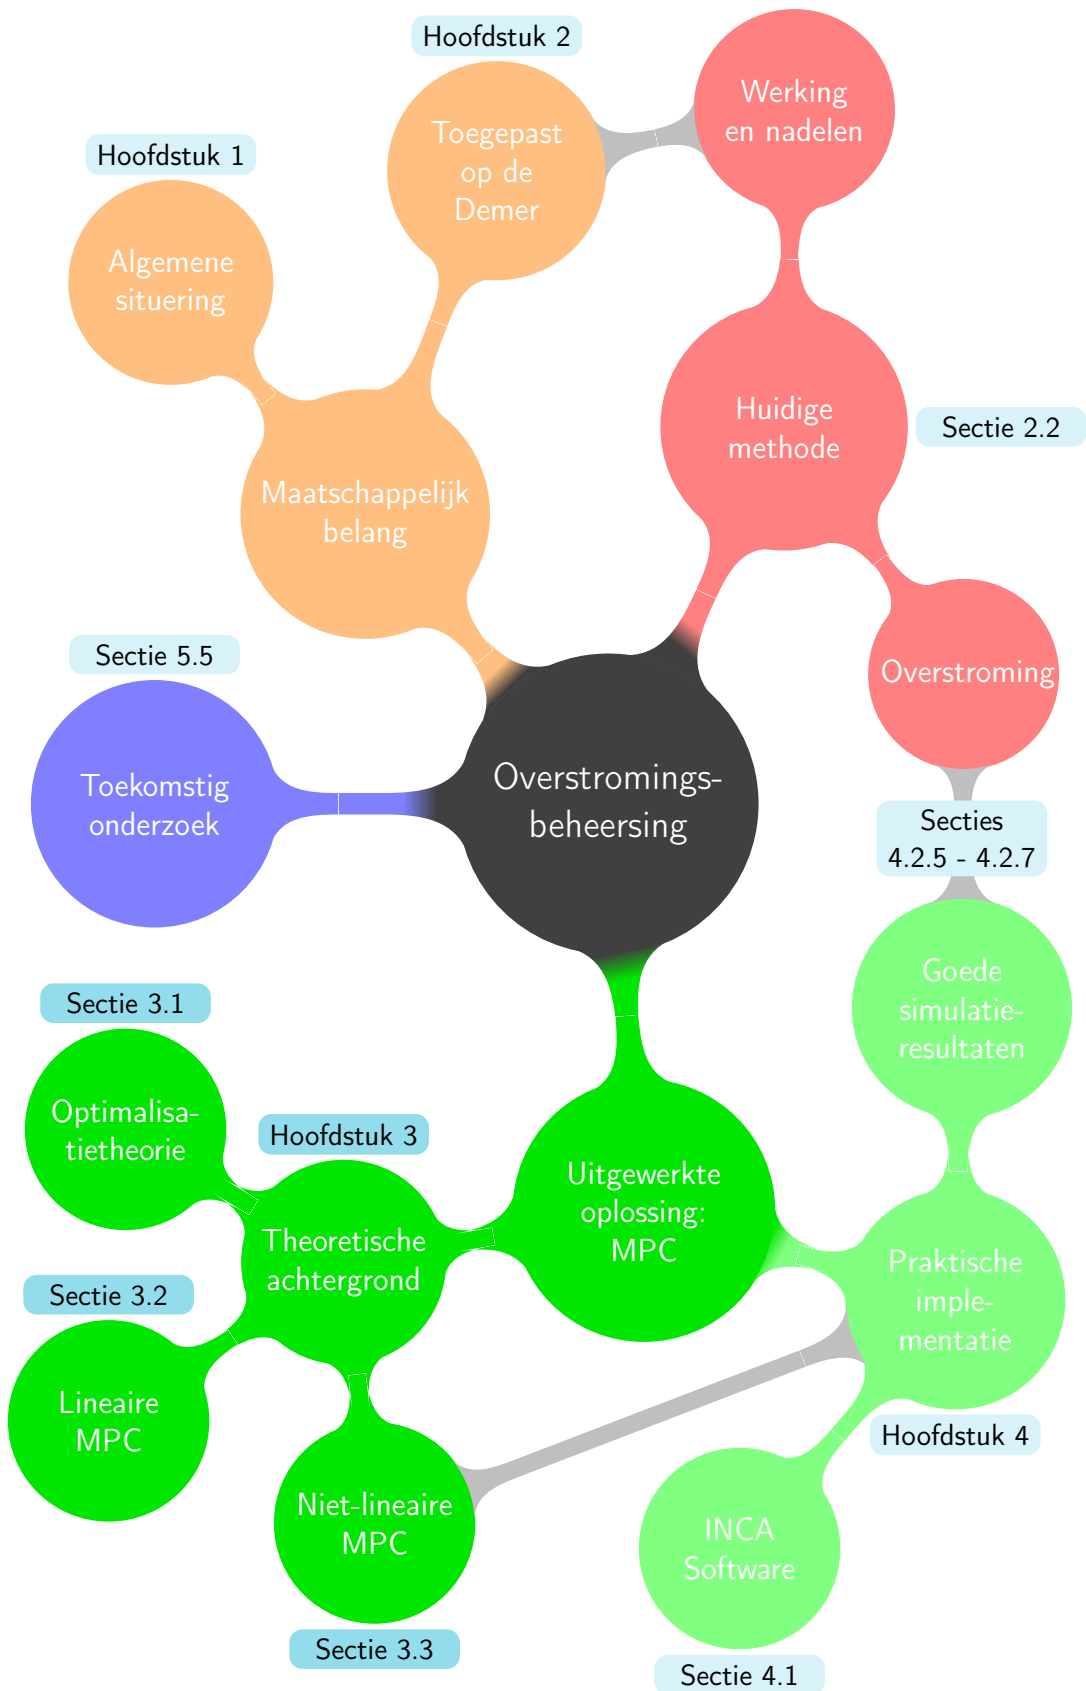 Hoofdstuk 2
Werking
en nadelen
Toegepast
op de
Demer
Hoofdstuk 1
Algemene
situering
Huidige
methode
Sectie 2.2
Maatschappelijk
belang
Sectie 5.5
Overstroming
Toekomstig
onderzoek
Overstromings-
beheersing
Secties
4.2.5 - 4.2.7
Goede
simulatie-
resultaten
Sectie 3.1
Optimalisa-
tietheorie
Hoofdstuk 3
Uitgewerkte
oplossing:
MPC
Theoretische
achtergrond
Praktische
imple-
mentatie
Sectie 3.2
Lineaire
MPC
Hoofdstuk 4
Niet-lineaire
MPC
INCA
Software
Sectie 3.3
Sectie 4.1